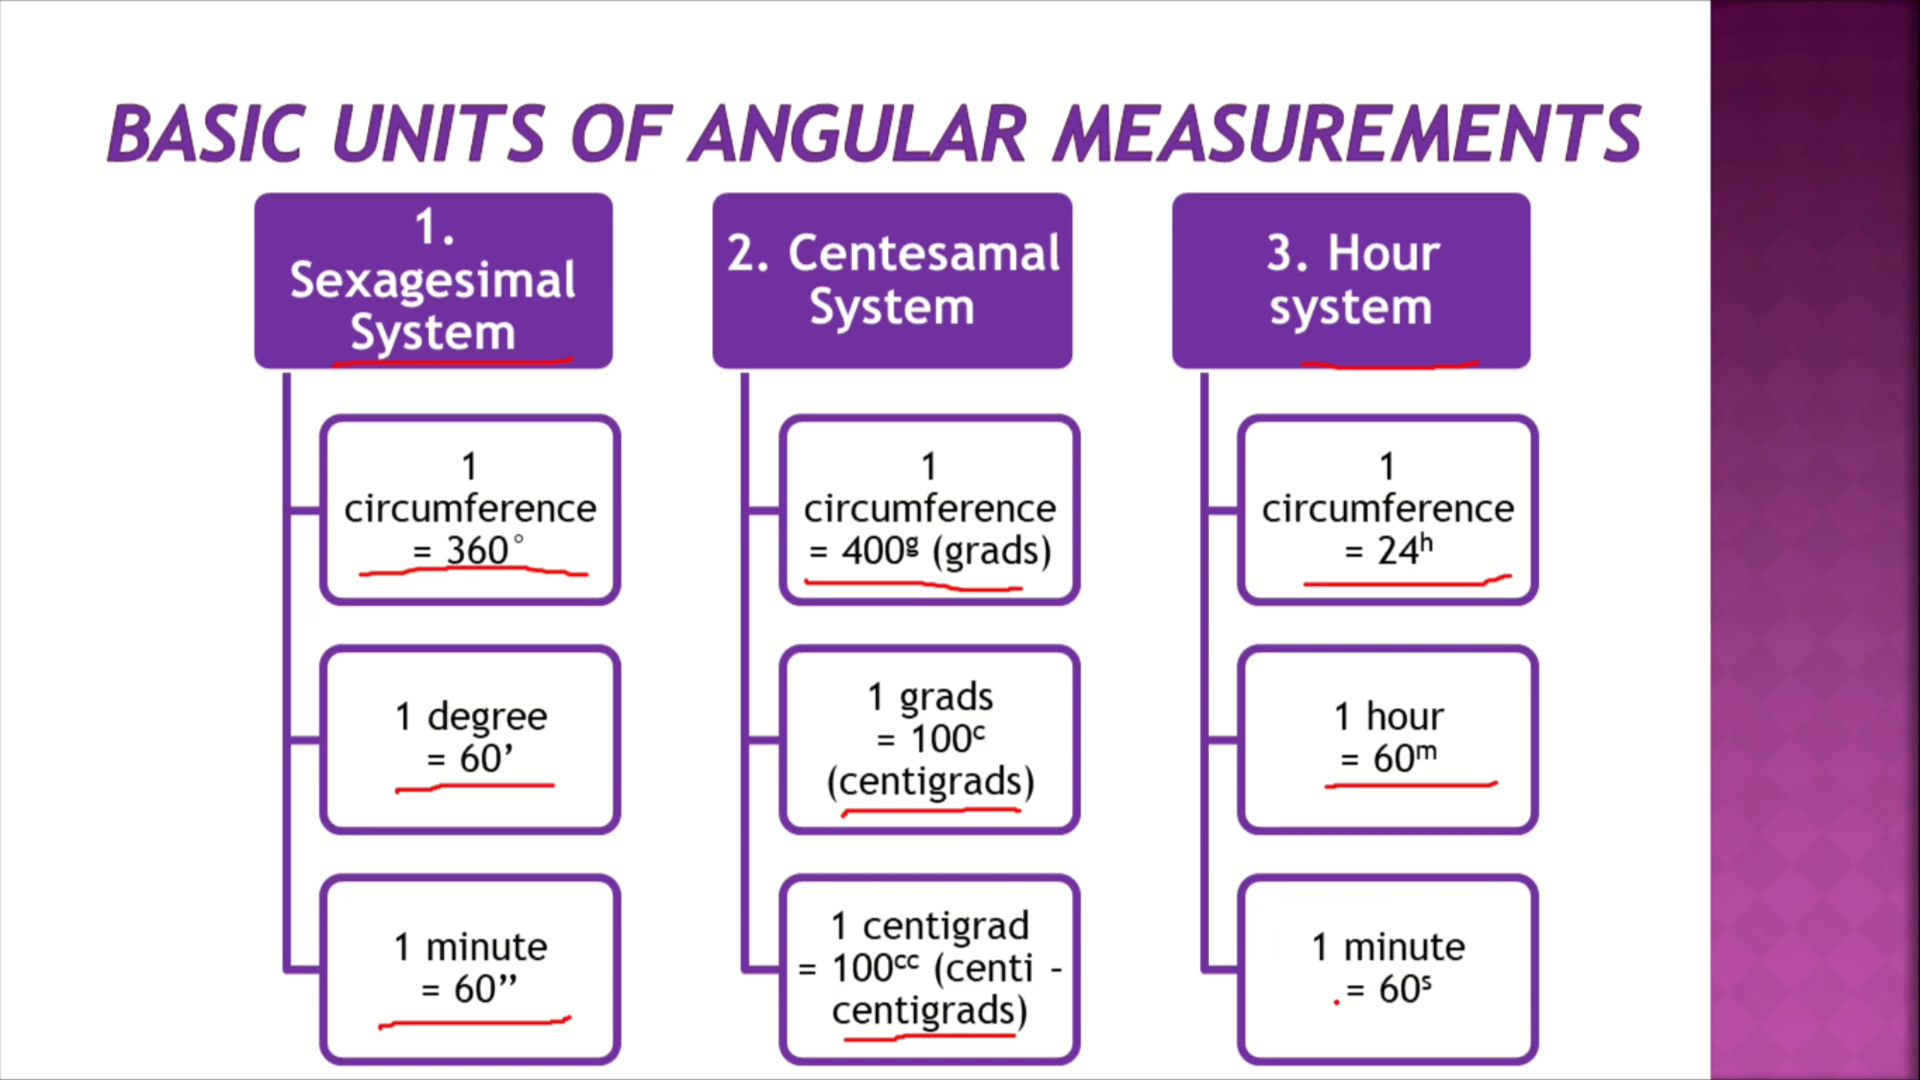 BASIC UNITS OF ANGULAR MEASUREMENTS
1.
Sexagesimal
System
1
circumference
= 360°
1 degree
= 60’
1 minute
= 60”
2. Centesamal
System
1
circumference
= 400ᵍ (grads)
1 grads
= 100ᶜ
(centigrads)
1 centigrad
= 100ᶜᶜ (centi -
centigrads)
3. Hour
system
1
circumference
= 24ʰ
1 hour
= 60ᵐ
1 minute
= 60ˢ